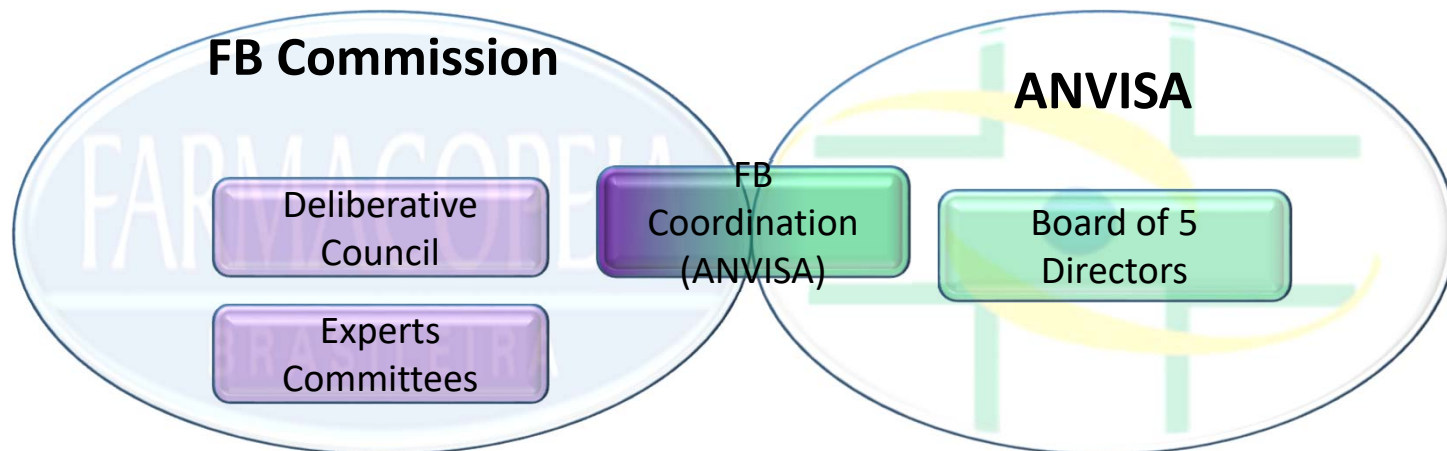 FB Commission
ANVISA
FARMACOPEIA
BRASILEIRA
Deliberative
Council
FB
Coordination
(ANVISA)
Board of 5
Directors
Experts
Committees